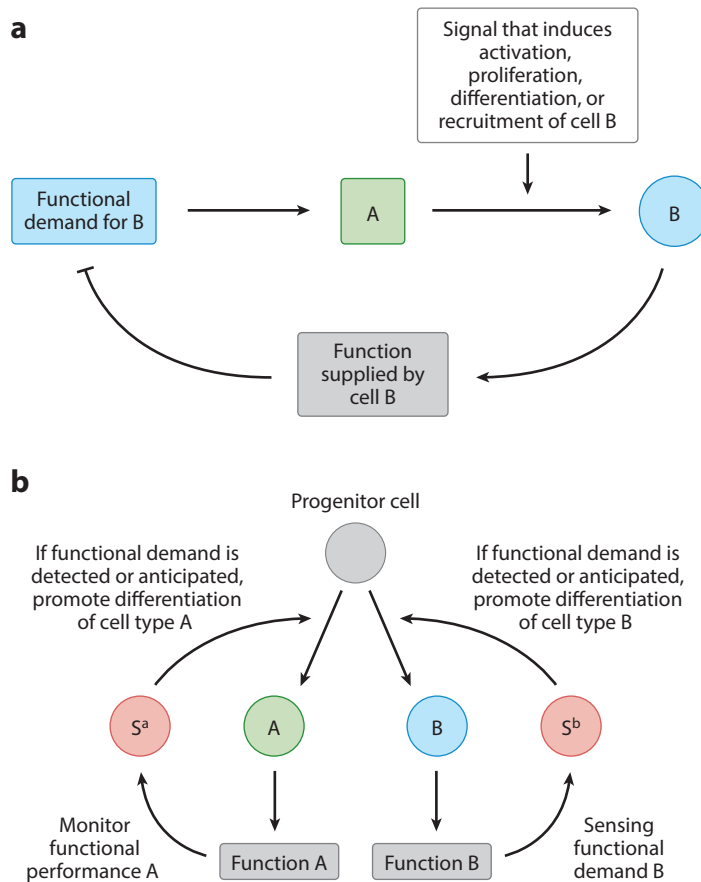 a
Signal that induces
activation,
proliferation,
differentiation, or
recruitment of cell B
Functional
demand for B
A
B
Function
supplied by
cell B
b
Progenitor cell
If functional demand is
detected or anticipated,
promote differentiation
of cell type A
If functional demand is
detected or anticipated,
promote differentiation
of cell type B
Sᵃ
A
B
Sᵇ
Monitor
functional
performance A
Function A
Function B
Sensing
functional
demand B